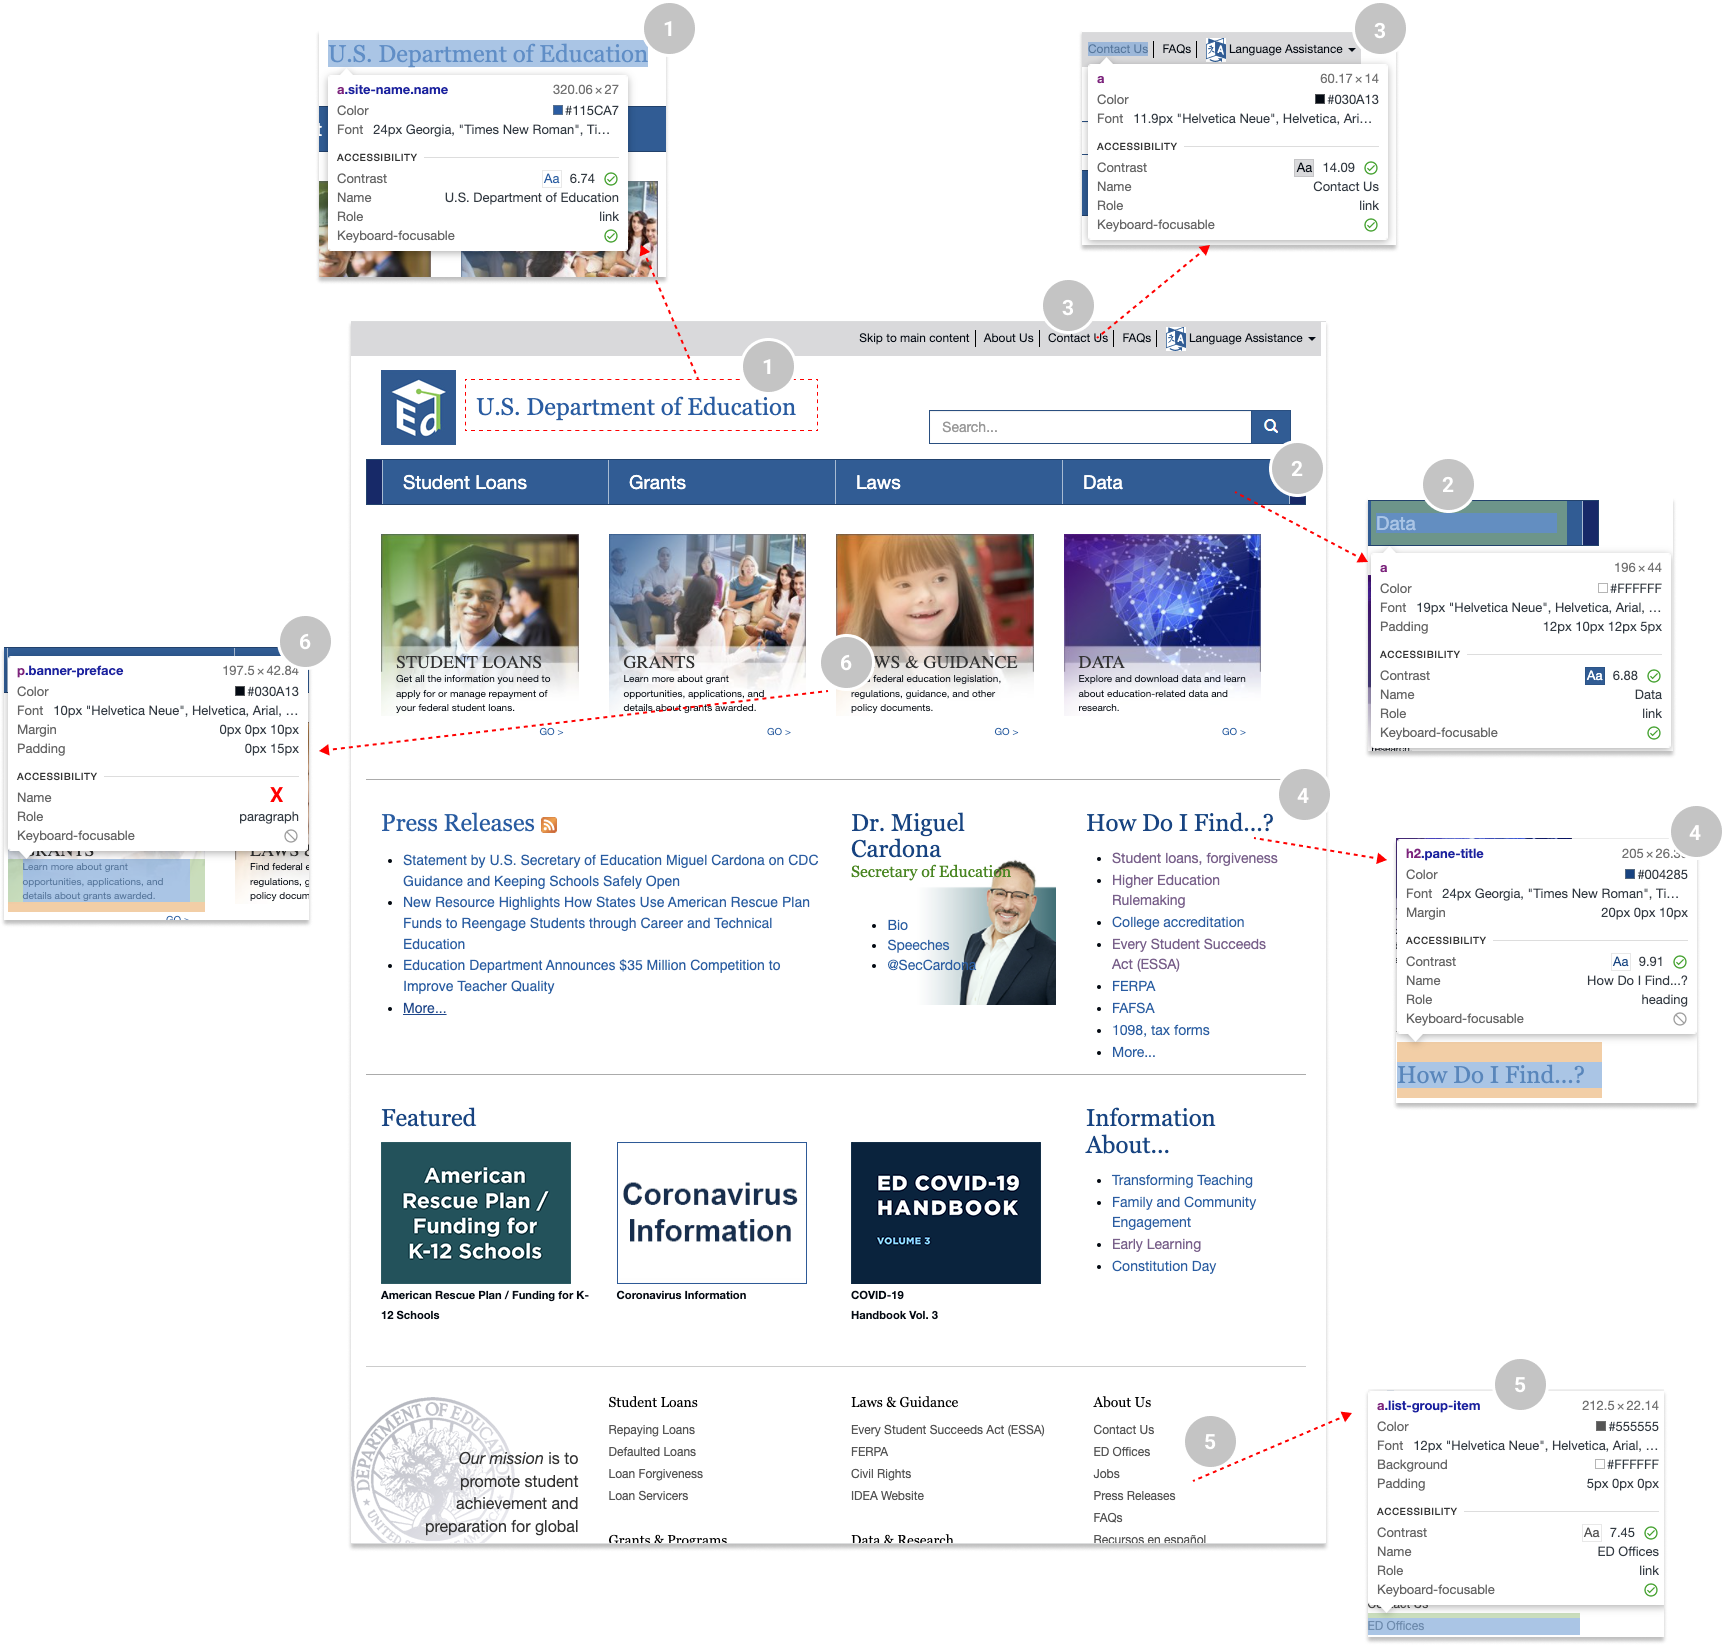 1
U.S. Department of Education
a.site-name.name 320.06 × 27
Color #115CA7
Font 24px Georgia, "Times New Roman", Ti...
ACCESSIBILITY
Contrast Aa 6.74
Name U.S. Department of Education
Role link
Keyboard-focusable
3
Contact Us FAQs Language Assistance
a 60.17 × 14
Color #030A13
Font 11.9px "Helvetica Neue", Helvetica, Ari...
ACCESSIBILITY
Contrast Aa 14.09
Name Contact Us
Role link
Keyboard-focusable
3
Skip to main content About Us Contact Us FAQs Language Assistance
1
Ed
U.S. Department of Education
Search...
2
Student Loans Grants Laws Data
STUDENT LOANS
Get all the information you need to
apply for or manage repayment of
your federal student loans.
GO >
GRANTS
Learn more about grant
opportunities, applications, and
details about grants awarded.
GO >
6
WS & GUIDANCE
federal education legislation,
regulations, guidance, and other
policy documents.
GO >
DATA
Explore and download data and learn
about education-related data and
research.
GO >
2
Data
a 196 × 44
Color #FFFFFF
Font 19px "Helvetica Neue", Helvetica, Arial, ...
Padding 12px 10px 12px 5px
ACCESSIBILITY
Contrast Aa 6.88
Name Data
Role link
Keyboard-focusable
research.
6
p.banner-preface 197.5 × 42.84
Color #030A13
Font 10px "Helvetica Neue", Helvetica, Arial, ...
Margin 0px 0px 10px
Padding 0px 15px
ACCESSIBILITY
Name X
Role paragraph
Keyboard-focusable
GRANTS LAWS &
Learn more about grant Find federal e
opportunities, applications, and regulations, g
details about grants awarded. policy docum
GO >
Press Releases
Statement by U.S. Secretary of Education Miguel Cardona on CDC
Guidance and Keeping Schools Safely Open
New Resource Highlights How States Use American Rescue Plan
Funds to Reengage Students through Career and Technical
Education
Education Department Announces $35 Million Competition to
Improve Teacher Quality
More...
Dr. Miguel
Cardona
Secretary of Education
Bio
Speeches
@SecCardona
4
How Do I Find...?
Student loans, forgiveness
Higher Education
Rulemaking
College accreditation
Every Student Succeeds
Act (ESSA)
FERPA
FAFSA
1098, tax forms
More...
4
h2.pane-title 205 × 26.39
Color #004285
Font 24px Georgia, "Times New Roman", Ti...
Margin 20px 0px 10px
ACCESSIBILITY
Contrast Aa 9.91
Name How Do I Find...?
Role heading
Keyboard-focusable
How Do I Find...?
Featured
American
Rescue Plan /
Funding for
K-12 Schools
American Rescue Plan / Funding for K-
12 Schools
Coronavirus
Information
Coronavirus Information
ED COVID-19
HANDBOOK
VOLUME 3
COVID-19
Handbook Vol. 3
Information
About...
Transforming Teaching
Family and Community
Engagement
Early Learning
Constitution Day
DEPARTMENT OF EDUCA
UNITED
Our mission is to
promote student
achievement and
preparation for global
Student Loans
Repaying Loans
Defaulted Loans
Loan Forgiveness
Loan Servicers
Grants & Programs
Laws & Guidance
Every Student Succeeds Act (ESSA)
FERPA
Civil Rights
IDEA Website
Data & Research
About Us
Contact Us
ED Offices
Jobs
Press Releases
FAQs
Recursos en español
5
5
a.list-group-item 212.5 × 22.14
Color #555555
Font 12px "Helvetica Neue", Helvetica, Arial, ...
Background #FFFFFF
Padding 5px 0px 0px
ACCESSIBILITY
Contrast Aa 7.45
Name ED Offices
Role link
Keyboard-focusable
Contact Us
ED Offices